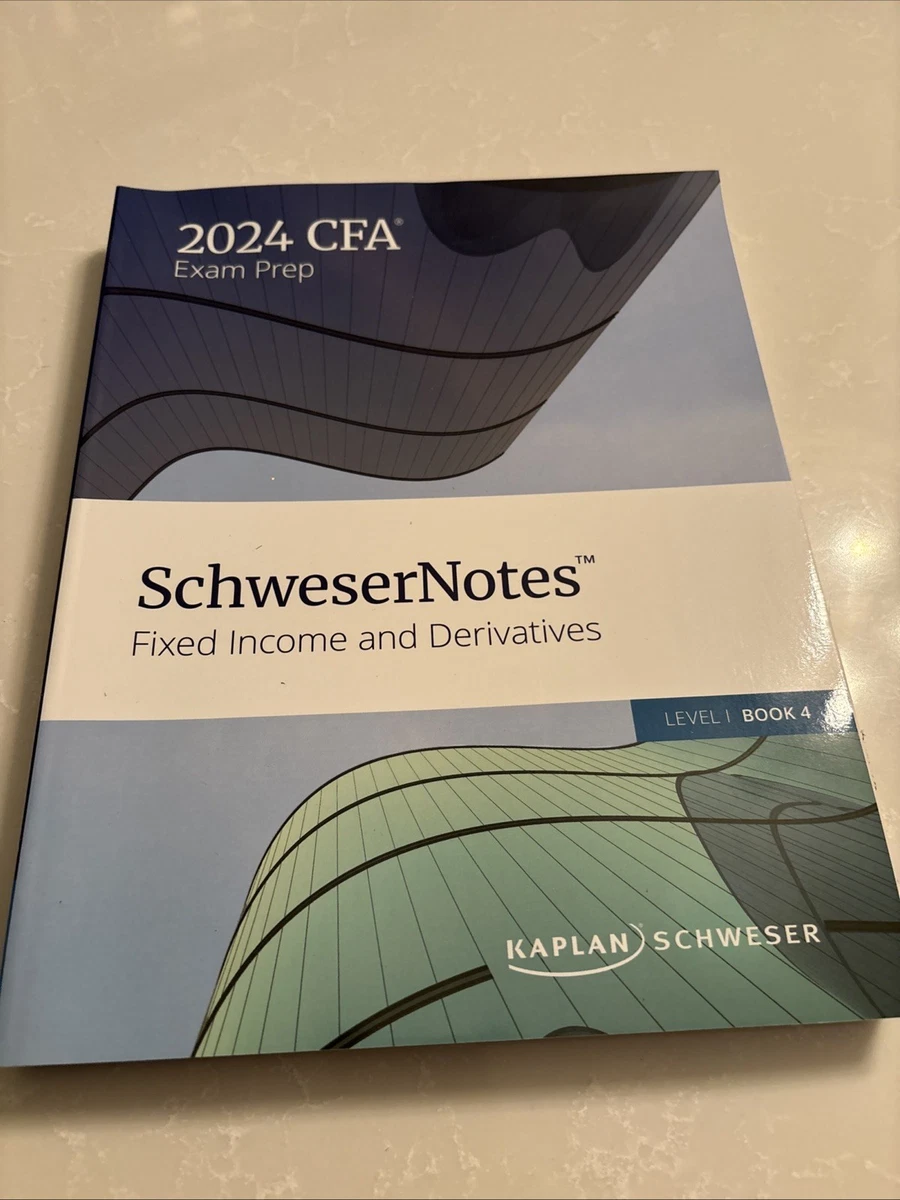 2024 CFA®
Exam Prep
SchweserNotes™
Fixed Income and Derivatives
LEVEL I BOOK 4
KAPLAN SCHWESER